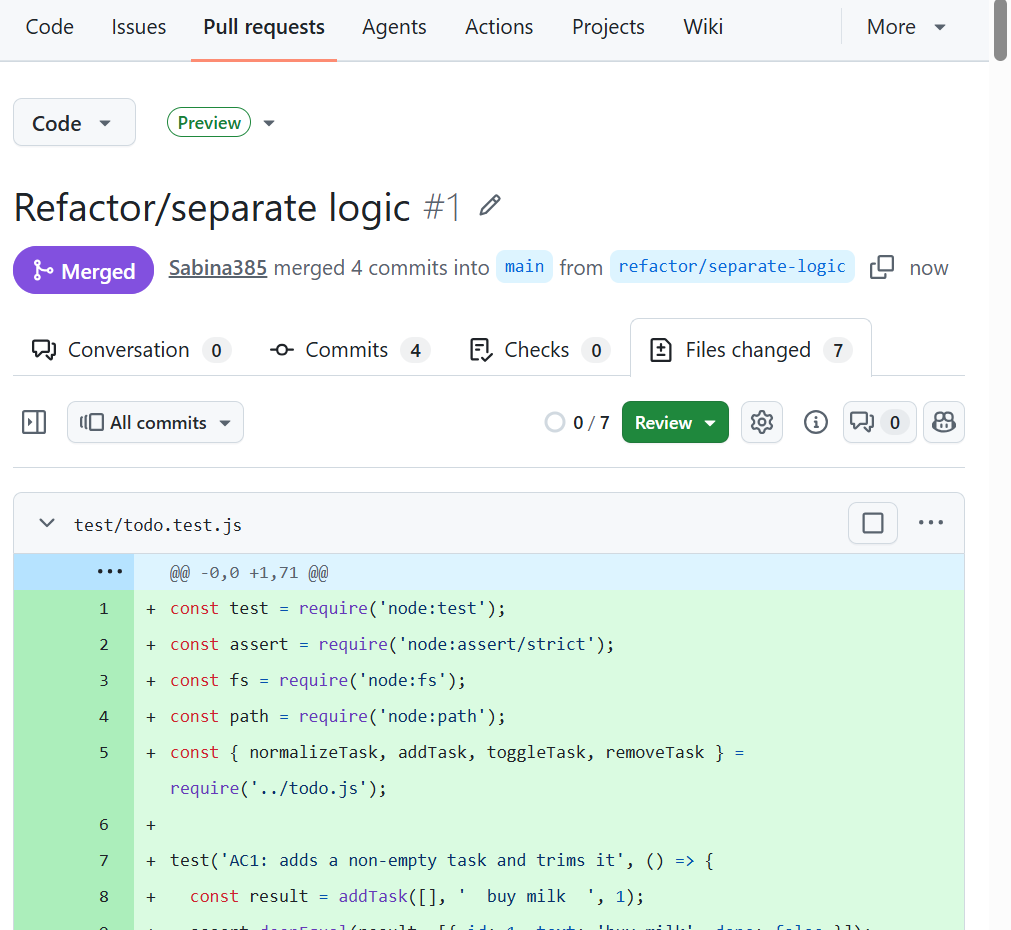 Code Issues Pull requests Agents Actions Projects Wiki More
Code Preview
Refactor/separate logic #1
Merged Sabina385 merged 4 commits into main from refactor/separate-logic now
Conversation 0 Commits 4 Checks 0 Files changed 7
All commits 0 / 7 Review 0
test/todo.test.js
@@ -0,0 +1,71 @@
1 + const test = require('node:test');
2 + const assert = require('node:assert/strict');
3 + const fs = require('node:fs');
4 + const path = require('node:path');
5 + const { normalizeTask, addTask, toggleTask, removeTask } =
require('../todo.js');
6 +
7 + test('AC1: adds a non-empty task and trims it', () => {
8 + const result = addTask([], '  buy milk  ', 1);